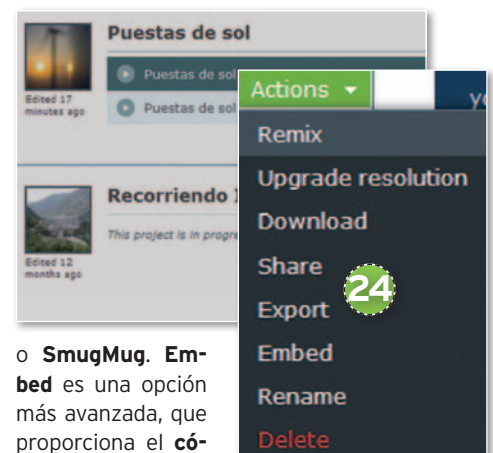 Puestas de sol
Puestas de sol
Puestas de sol
Edited 17
minutes ago
Recorriendo
This project is in
Edited 12
months ago
Actions
Remix
Upgrade resolution
Download
Share
Export
Embed
Rename
Delete
24
o SmugMug. Em-
bed es una opción
más avanzada, que
proporciona el có-